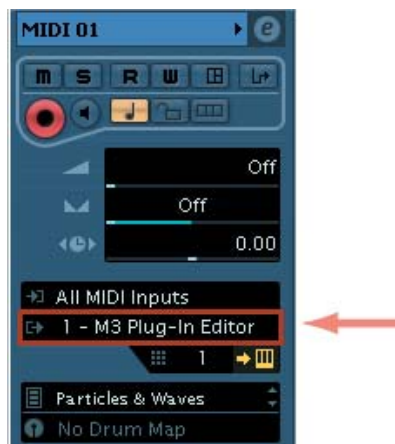 MIDI 01 e
m S R W
Off
Off
0.00
All MIDI Inputs
1 - M3 Plug-In Editor
1
Particles & Waves
No Drum Map